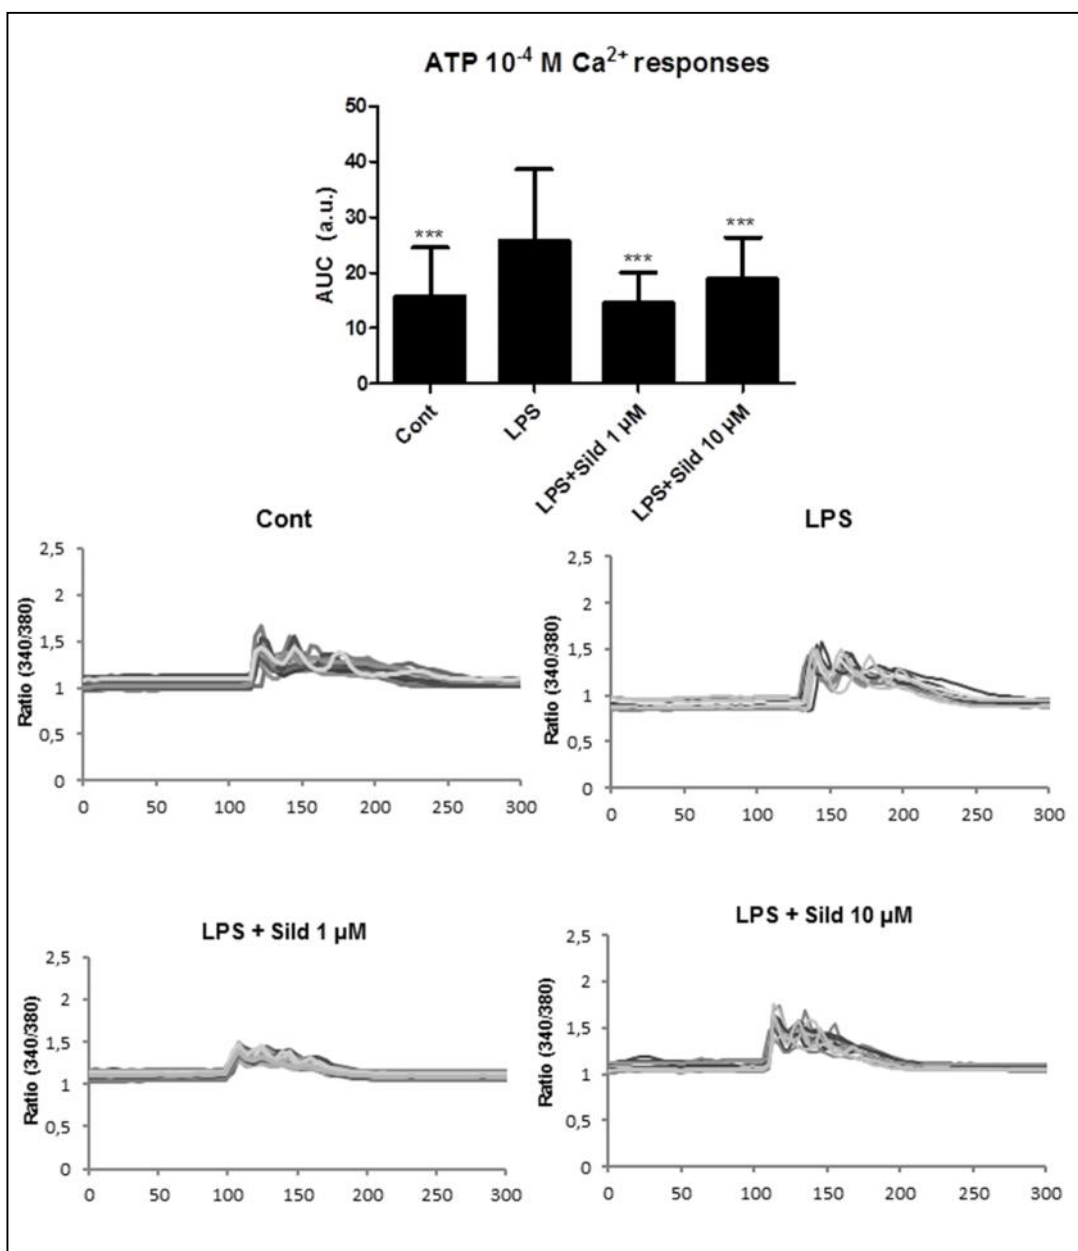 ATP 10⁻⁴ M Ca²⁺ responses
50
40
30
20
10
0
AUC (a.u.)
***
***
***
Cont
LPS
LPS+Sild 1 µM
LPS+Sild 10 µM
Cont
2,5
2
1,5
1
0,5
0
Ratio (340/380)
0 50 100 150 200 250 300
LPS
2,5
2
1,5
1
0,5
0
Ratio (340/380)
0 50 100 150 200 250 300
LPS + Sild 1 µM
2,5
2
1,5
1
0,5
0
Ratio (340/380)
0 50 100 150 200 250 300
LPS + Sild 10 µM
2,5
2
1,5
1
0,5
0
Ratio (340/380)
0 50 100 150 200 250 300